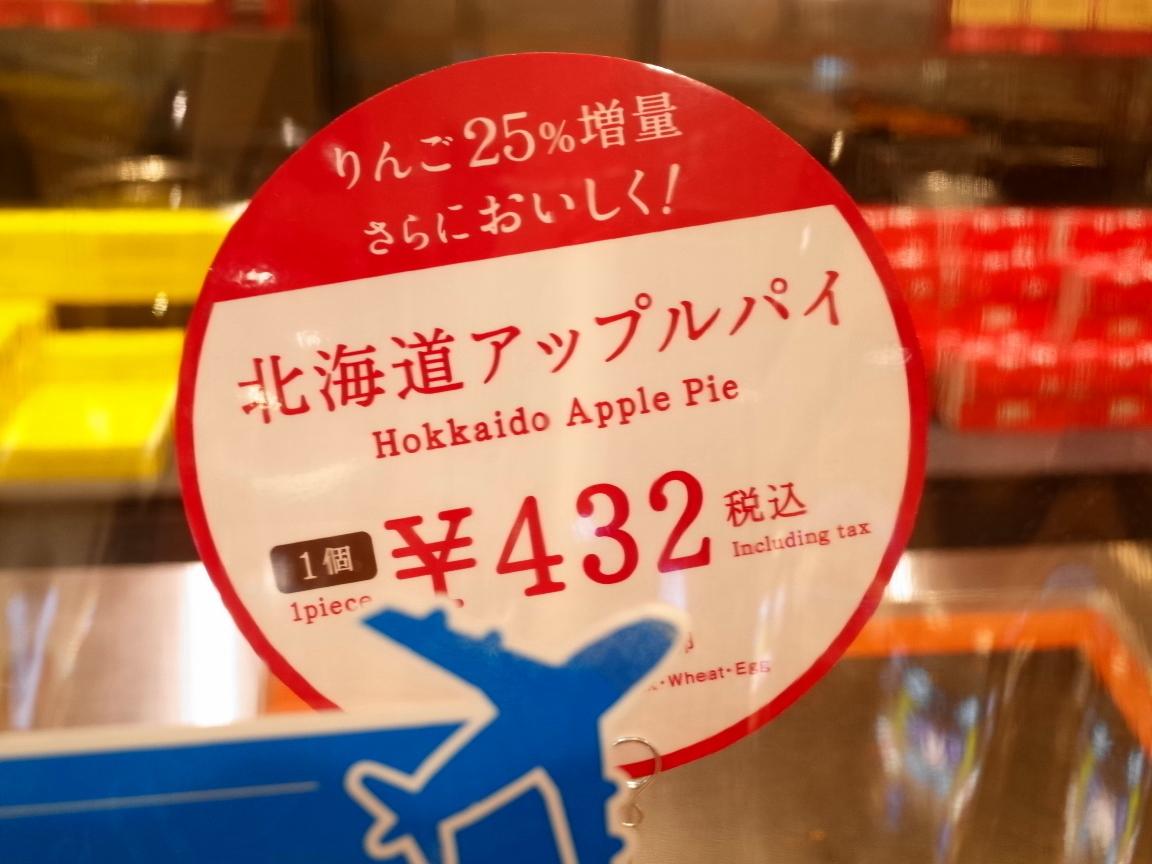 りんご25%増量
さらにおいしく!
北海道アップルパイ
Hokkaido Apple Pie
1個 ¥432 税込
1piece Including tax
・Wheat・Egg